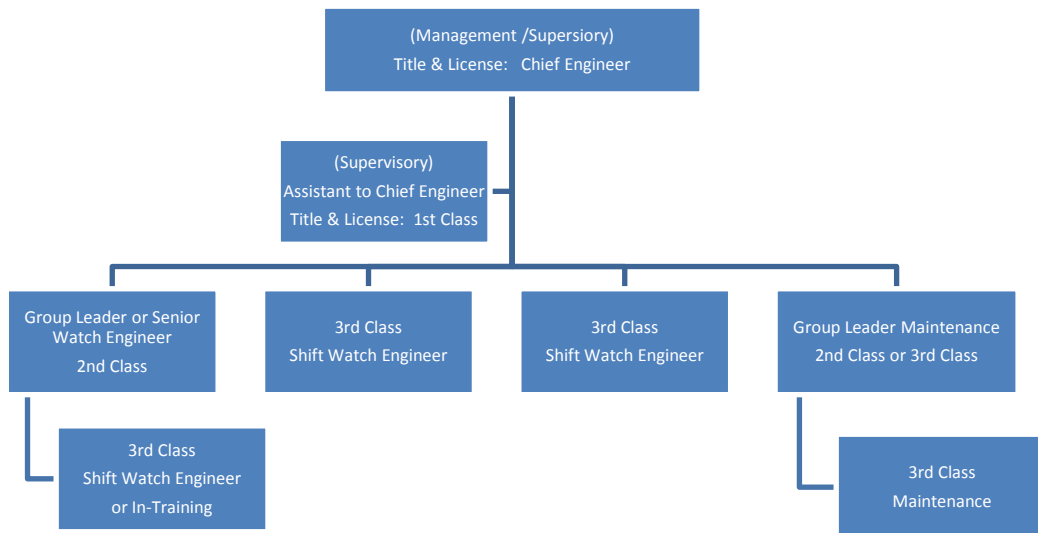 (Management /Supersiory)
Title & License:   Chief Engineer
(Supervisory)
Assistant to Chief Engineer
Title & License:  1st Class
Group Leader or Senior
Watch Engineer
2nd Class
3rd Class
Shift Watch Engineer
3rd Class
Shift Watch Engineer
Group Leader Maintenance
2nd Class or 3rd Class
3rd Class
Shift Watch Engineer
or In-Training
3rd Class
Maintenance